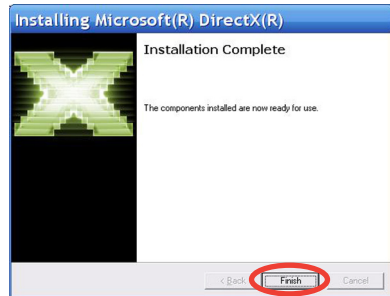 Installing Microsoft(R) DirectX(R)
Installation Complete
The components installed are now ready for use.
< Back Finish Cancel